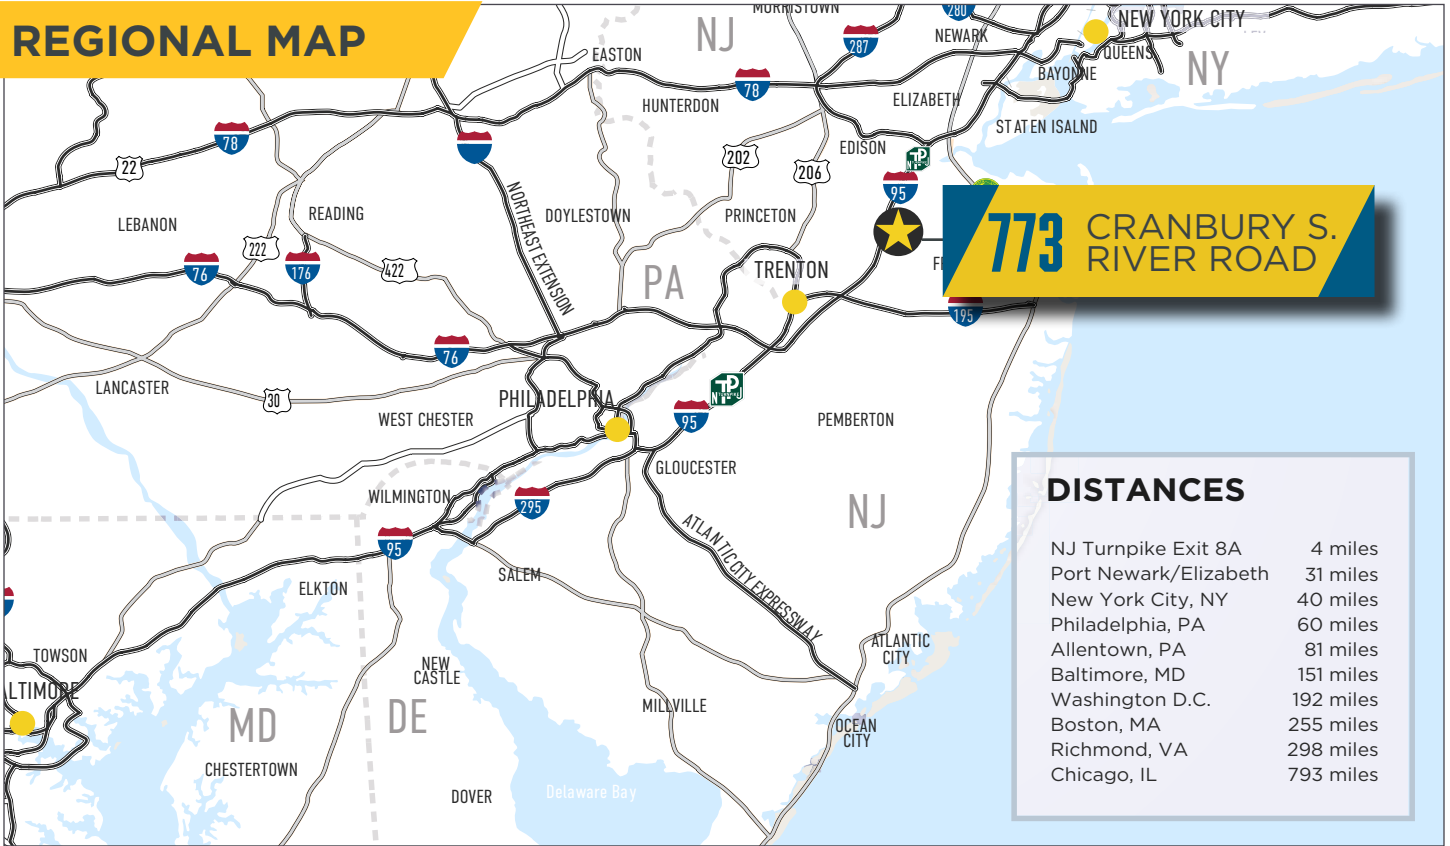 REGIONAL MAP
MORRISTOWN
280
NEW YORK CITY
NJ
287
NEWARK
QUEENS
NY
EASTON
BAYONNE
78
HUNTERDON
ELIZABETH
STATEN ISALND
78
22
EDISON
202
206
TP
95
NORTHEAST EXTENSION
READING
DOYLESTOWN
PRINCETON
LEBANON
773 CRANBURY S.
RIVER ROAD
222
76
176
422
PA
TRENTON
195
76
LANCASTER
30
PHILADELPHIA
TP
95
WEST CHESTER
PEMBERTON
GLOUCESTER
WILMINGTON
295
NJ
95
ATLANTIC CITY EXPRESSWAY
SALEM
ELKTON
TOWSON
NEW
CASTLE
ATLANTIC
CITY
ALTIMORE
MD
DE
MILLVILLE
OCEAN
CITY
CHESTERTOWN
DOVER
Delaware Bay
DISTANCES
NJ Turnpike Exit 8A 4 miles
Port Newark/Elizabeth 31 miles
New York City, NY 40 miles
Philadelphia, PA 60 miles
Allentown, PA 81 miles
Baltimore, MD 151 miles
Washington D.C. 192 miles
Boston, MA 255 miles
Richmond, VA 298 miles
Chicago, IL 793 miles